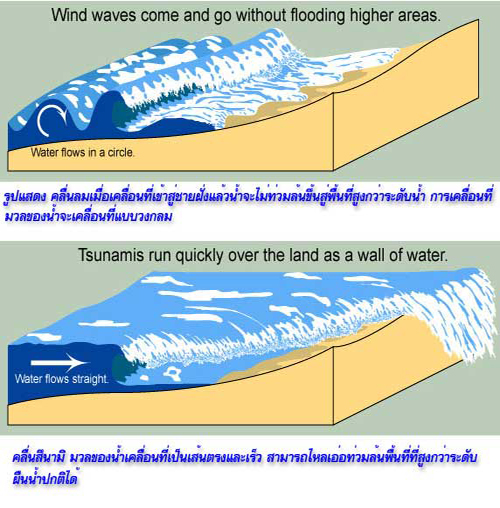 Wind waves come and go without flooding higher areas.
Water flows in a circle.
รูปแสดง คลื่นลมเมื่อเคลื่อนที่เข้าสู่ชายฝั่งแล้วน้ำจะไม่ท่วมล้นขึ้นสู่พื้นที่สูงกว่าระดับน้ำ การเคลื่อนที่
มวลของน้ำจะเคลื่อนที่แบบวงกลม
Tsunamis run quickly over the land as a wall of water.
Water flows straight.
คลื่นสึนามิ มวลของน้ำเคลื่อนที่เป็นเส้นตรงและเร็ว สามารถไหลเอ่อท่วมล้นพื้นที่ที่สูงกว่าระดับ
ผืนน้ำปกติได้